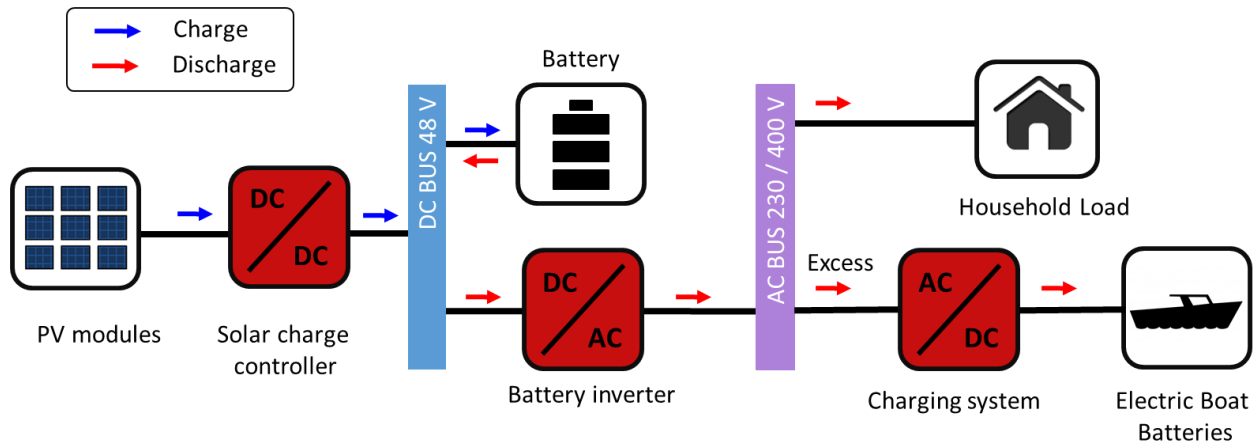 Charge
Discharge
Battery
DC BUS 48 V
AC BUS 230 / 400 V
DC
DC
Household Load
Excess
DC
AC
AC
DC
PV modules
Solar charge
controller
Battery inverter
Charging system
Electric Boat
Batteries